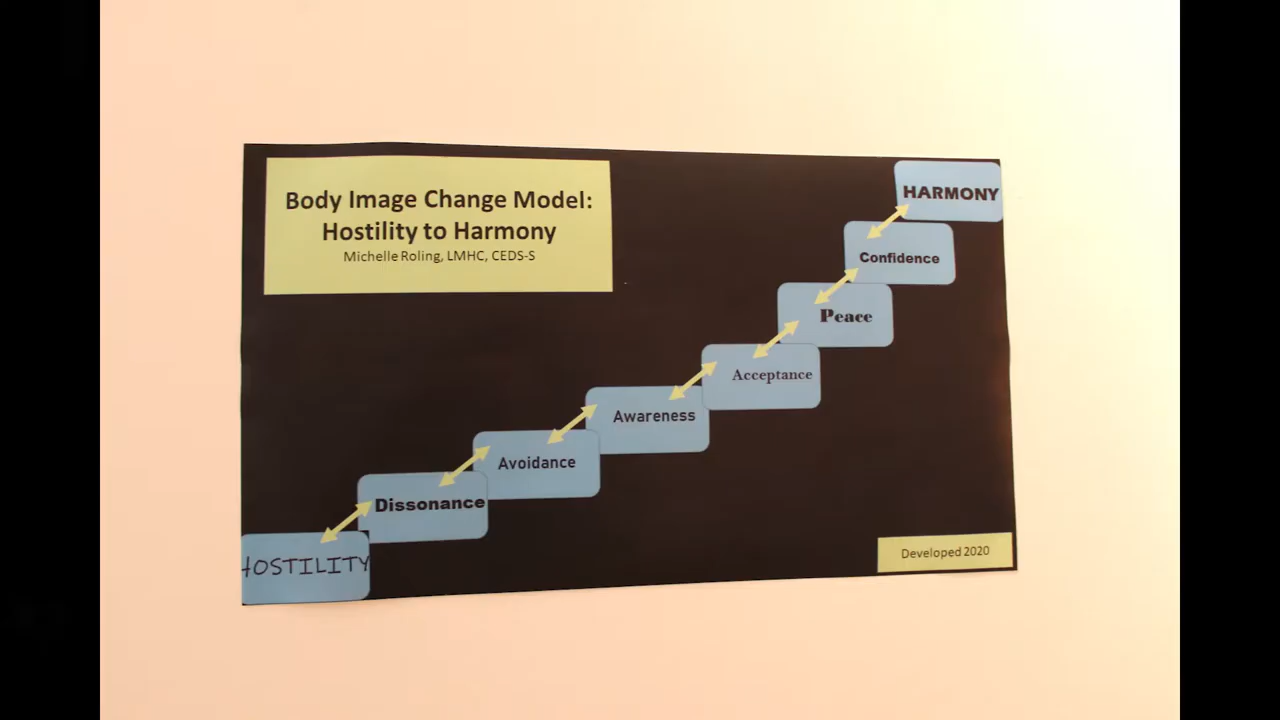 Body Image Change Model:
Hostility to Harmony
Michelle Roling, LMHC, CEDS-S
HARMONY
Confidence
Peace
Acceptance
Awareness
Avoidance
Dissonance
HOSTILITY
Developed 2020